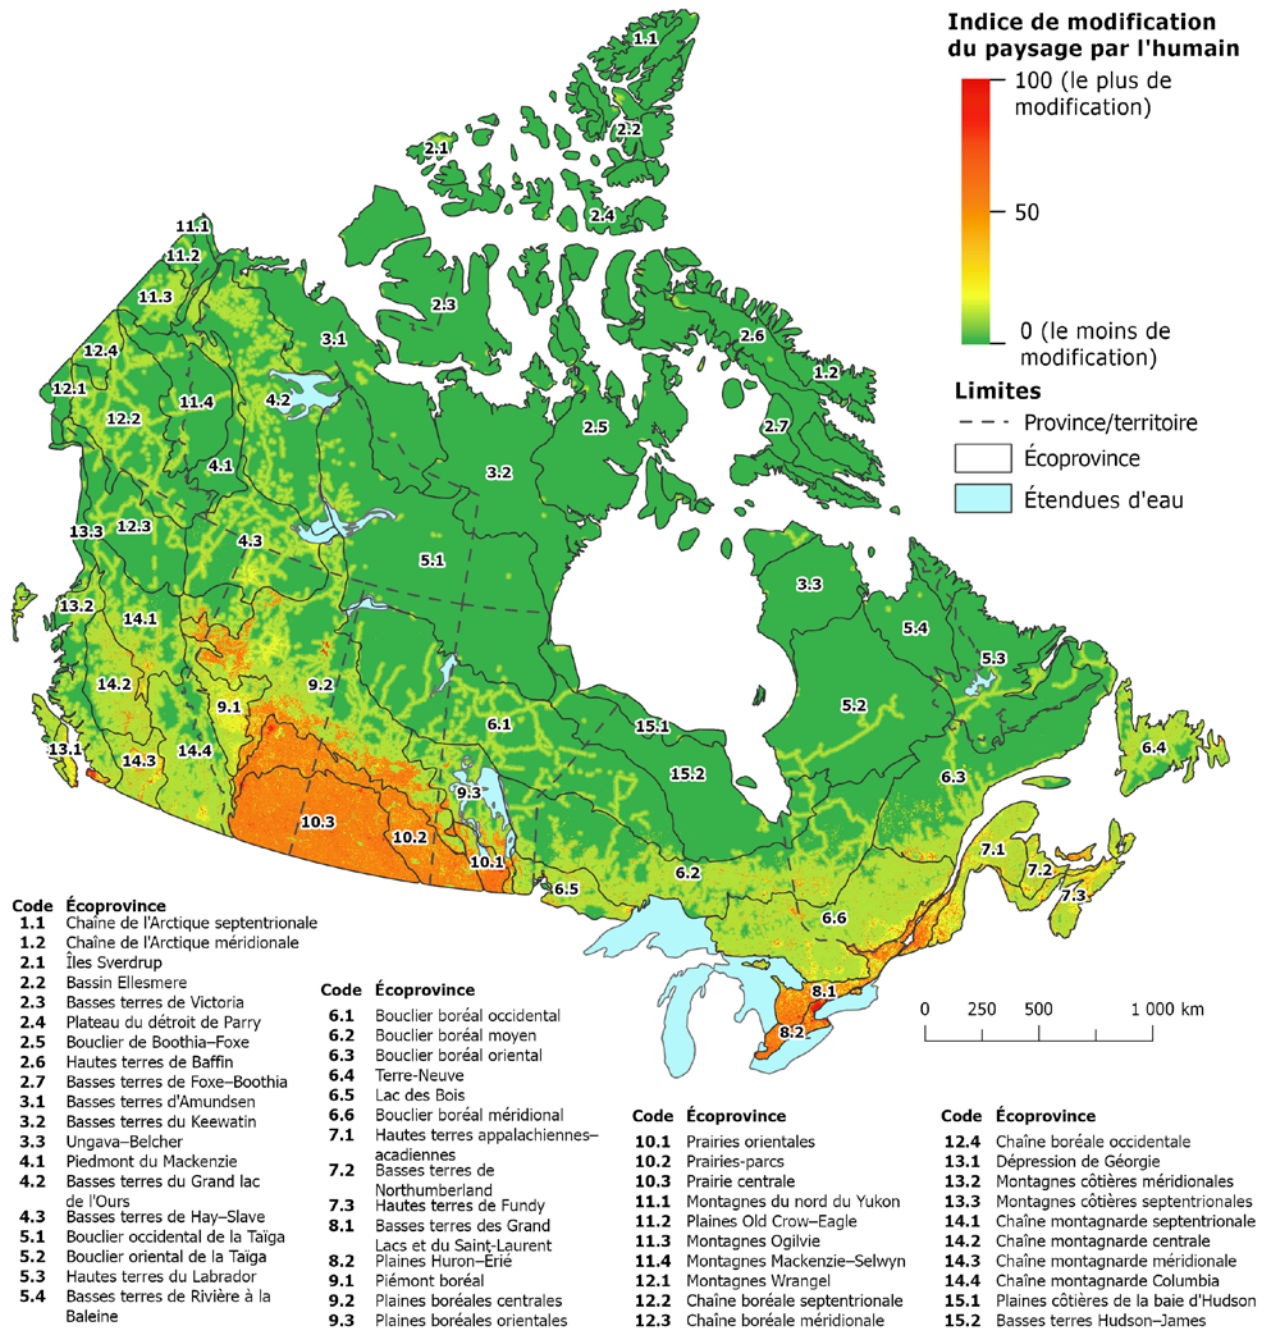 Indice de modification
du paysage par l'humain
100 (le plus de
modification)
50
0 (le moins de
modification)
Limites
Province/territoire
Écoprovince
Étendues d'eau
1.1
2.2
2.1
2.4
11.1
11.2
11.3
2.3
3.1
2.6
12.4
1.2
12.1
11.4
4.2
12.2
2.5
2.7
4.1
3.2
13.3
12.3
4.3
5.1
3.3
13.2
14.1
5.4
5.3
14.2
9.2
9.1
5.2
6.1
15.1
13.1
14.3
14.4
6.4
15.2
6.3
9.3
10.3
10.2
10.1
7.1
6.2
7.2
6.5
7.3
6.6
8.1
8.2
0 250 500 1 000 km
Code Écoprovince
1.1 Chaîne de l'Arctique septentrionale
1.2 Chaîne de l'Arctique méridionale
2.1 Îles Sverdrup
2.2 Bassin Ellesmere
2.3 Basses terres de Victoria
2.4 Plateau du détroit de Parry
2.5 Bouclier de Boothia–Foxe
2.6 Hautes terres de Baffin
2.7 Basses terres de Foxe–Boothia
3.1 Basses terres d'Amundsen
3.2 Basses terres du Keewatin
3.3 Ungava–Belcher
4.1 Piedmont du Mackenzie
4.2 Basses terres du Grand lac
de l'Ours
4.3 Basses terres de Hay–Slave
5.1 Bouclier occidental de la Taïga
5.2 Bouclier oriental de la Taïga
5.3 Hautes terres du Labrador
5.4 Basses terres de Rivière à la
Baleine
Code Écoprovince
6.1 Bouclier boréal occidental
6.2 Bouclier boréal moyen
6.3 Bouclier boréal oriental
6.4 Terre-Neuve
6.5 Lac des Bois
6.6 Bouclier boréal méridional
7.1 Hautes terres appalachiennes–
acadiennes
7.2 Basses terres de
Northumberland
7.3 Hautes terres de Fundy
8.1 Basses terres des Grand
Lacs et du Saint-Laurent
8.2 Plaines Huron–Érié
9.1 Piémont boréal
9.2 Plaines boréales centrales
9.3 Plaines boréales orientales
Code Écoprovince
10.1 Prairies orientales
10.2 Prairies-parcs
10.3 Prairie centrale
11.1 Montagnes du nord du Yukon
11.2 Plaines Old Crow–Eagle
11.3 Montagnes Ogilvie
11.4 Montagnes Mackenzie–Selwyn
12.1 Montagnes Wrangel
12.2 Chaîne boréale septentrionale
12.3 Chaîne boréale méridionale
Code Écoprovince
12.4 Chaîne boréale occidentale
13.1 Dépression de Géorgie
13.2 Montagnes côtières méridionales
13.3 Montagnes côtières septentrionales
14.1 Chaîne montagnarde septentrionale
14.2 Chaîne montagnarde centrale
14.3 Chaîne montagnarde méridionale
14.4 Chaîne montagnarde Columbia
15.1 Plaines côtières de la baie d'Hudson
15.2 Basses terres Hudson–James